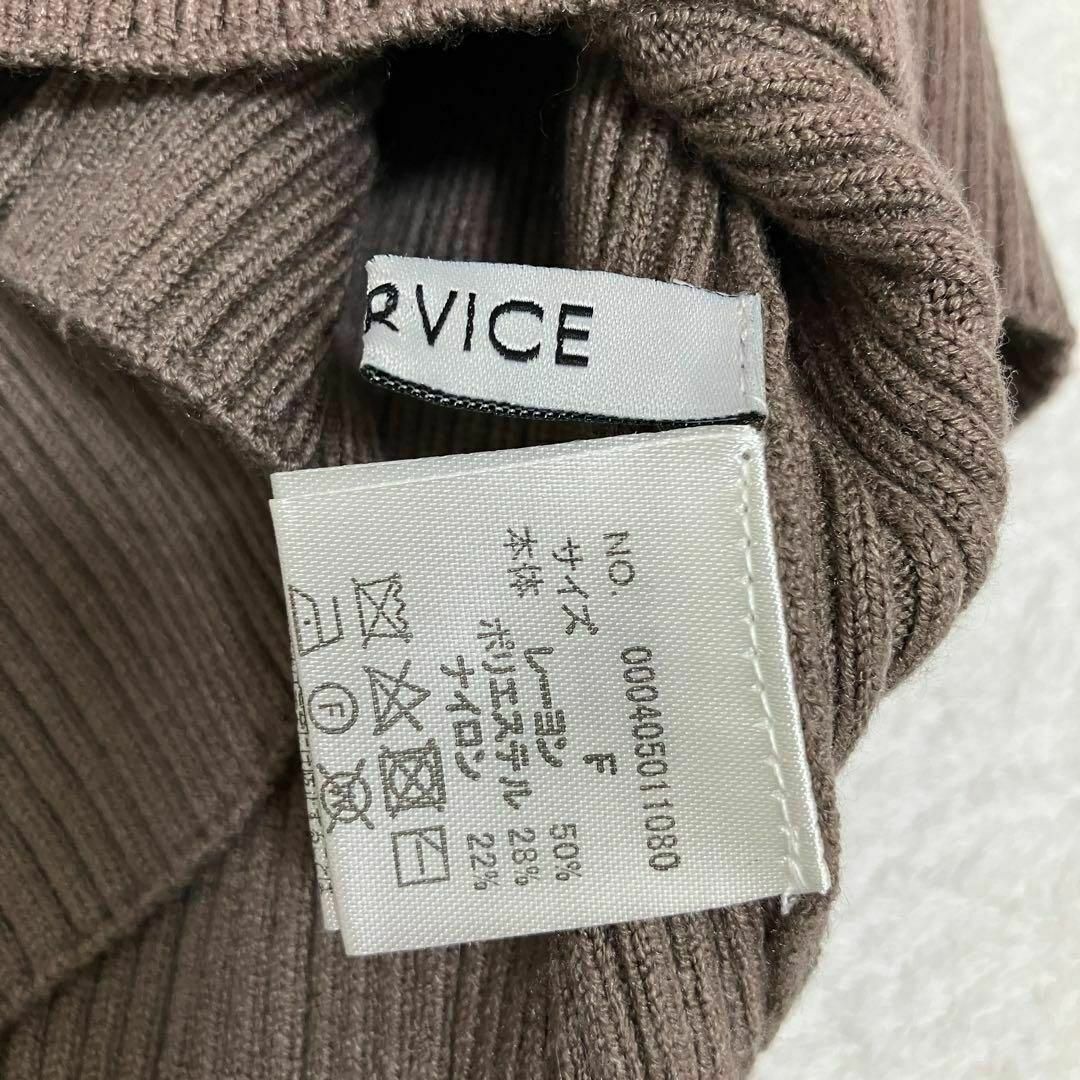 RVICE
NO. 000405011080
サイズ F
本体 レーヨン 50%
ポリエステル 28%
ナイロン 22%
F